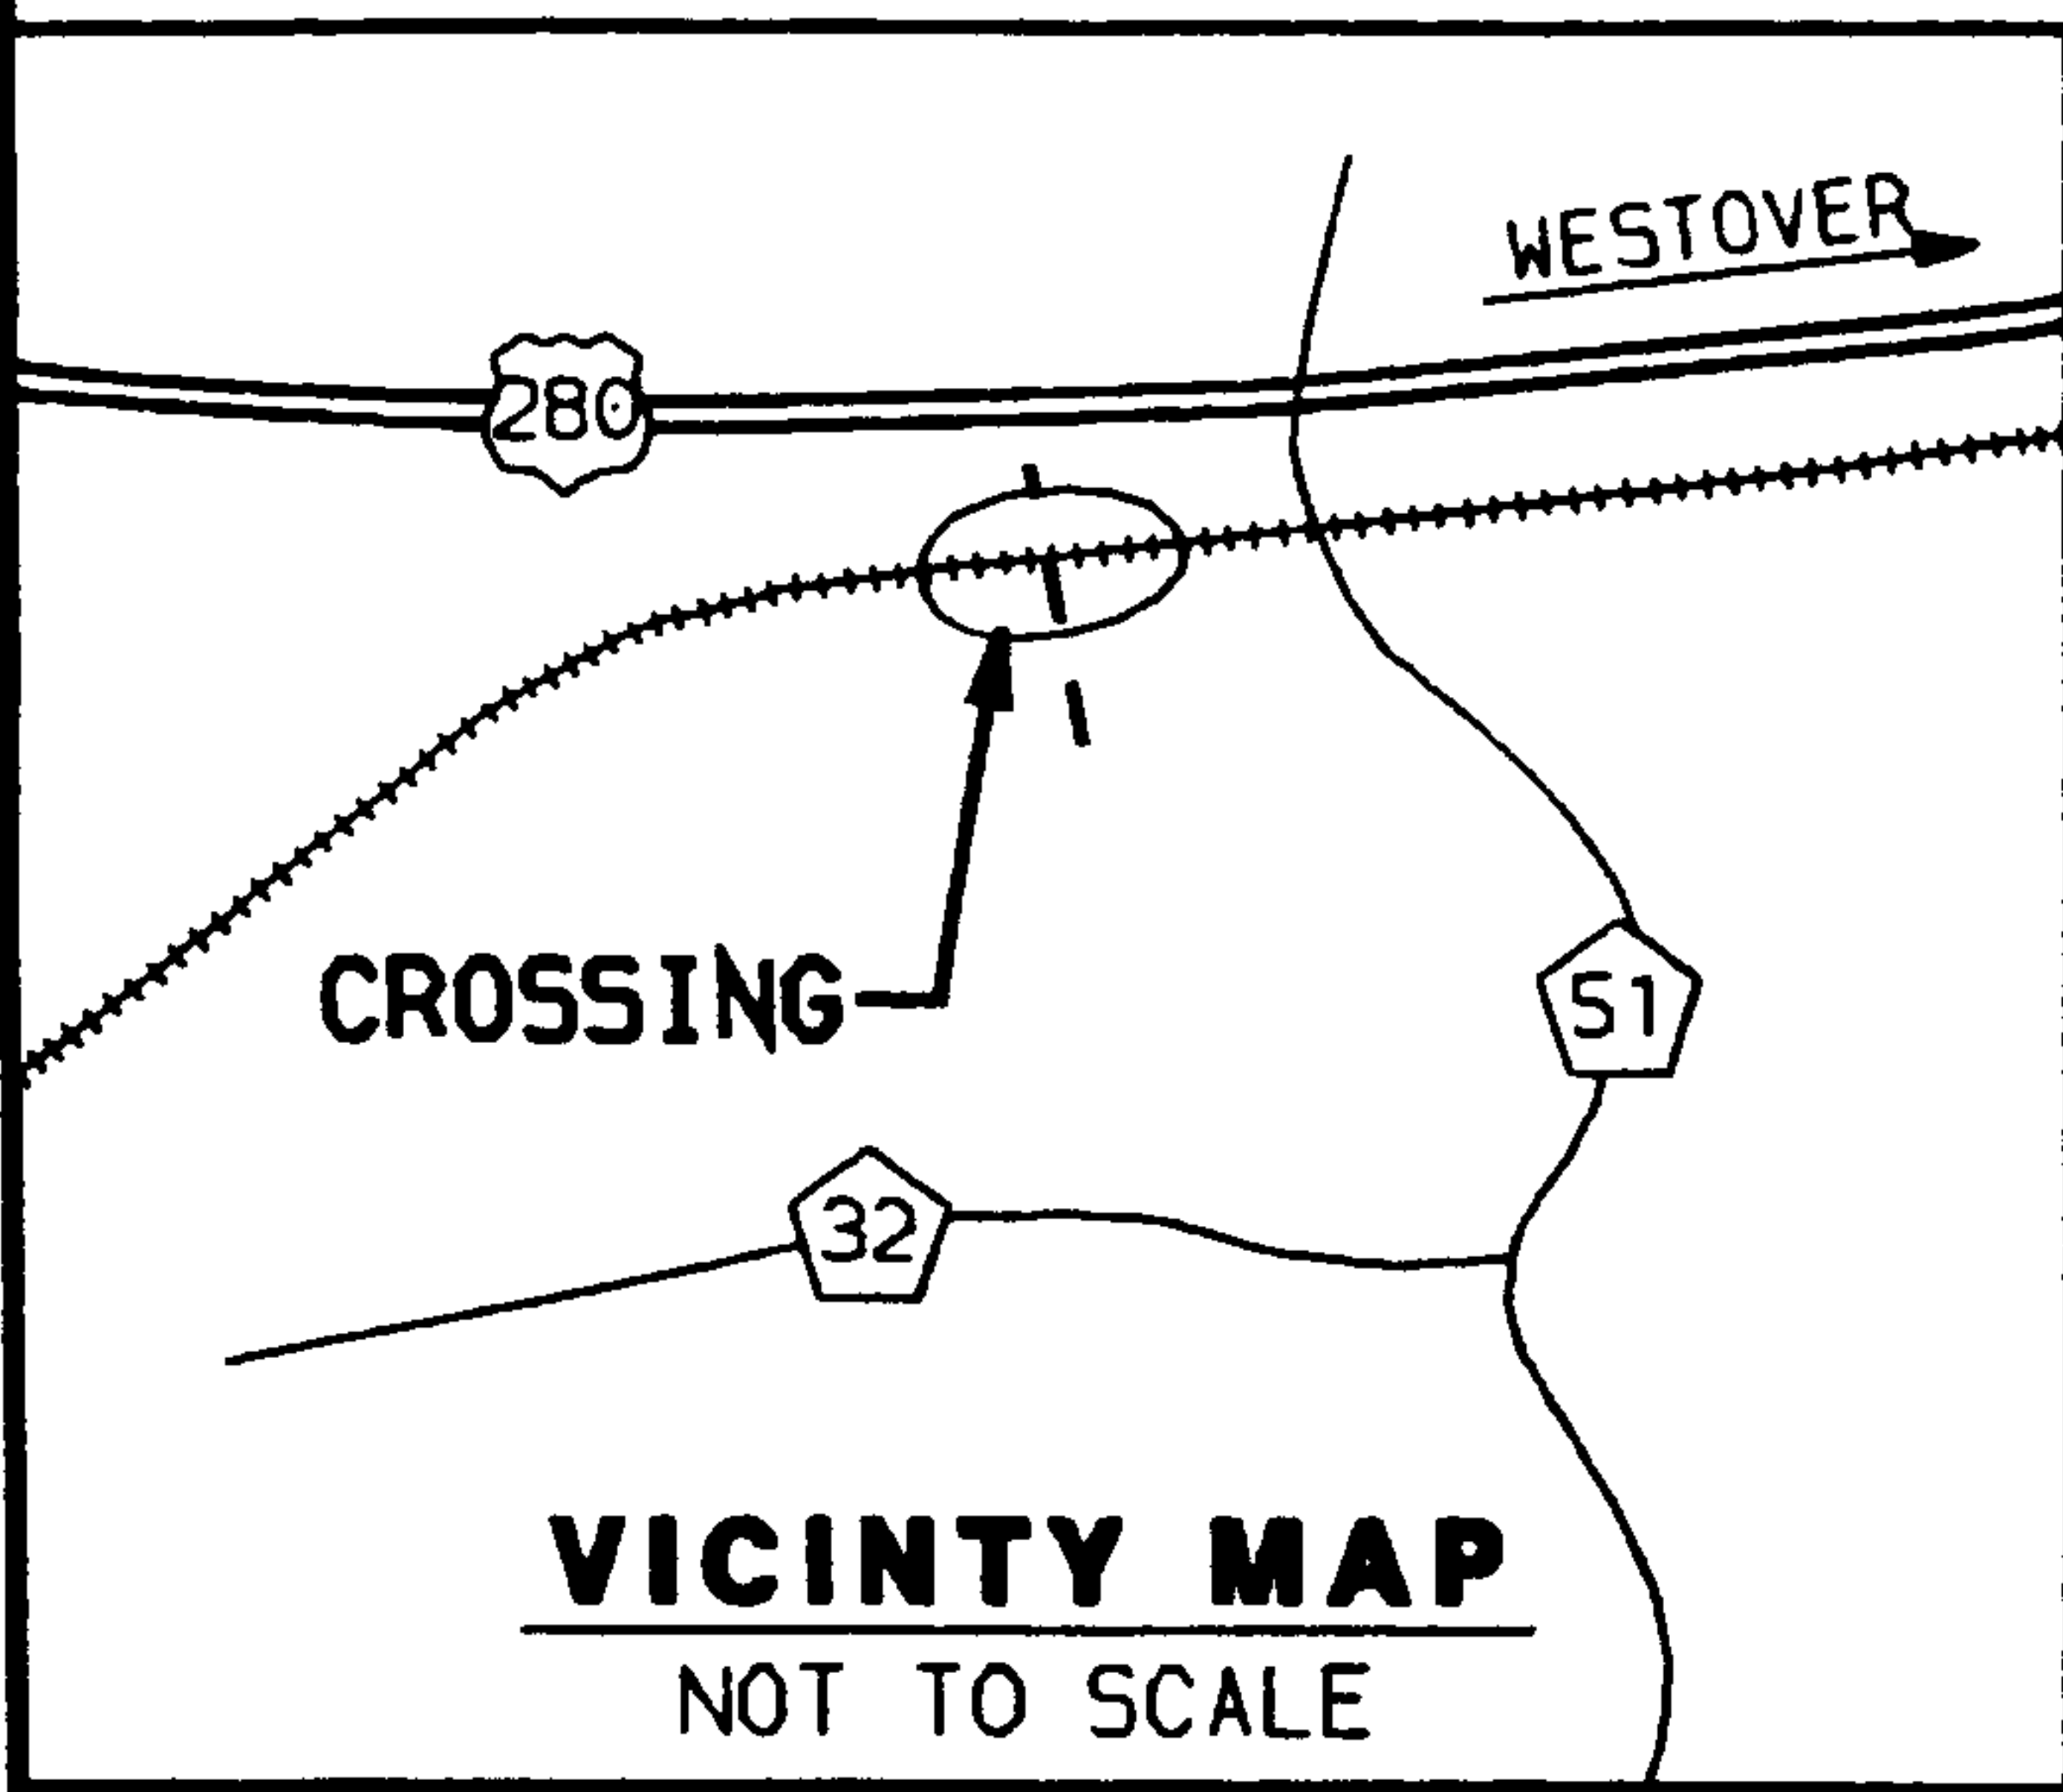 WESTOVER
280
CROSSING
51
32
VICINTY MAP
NOT TO SCALE